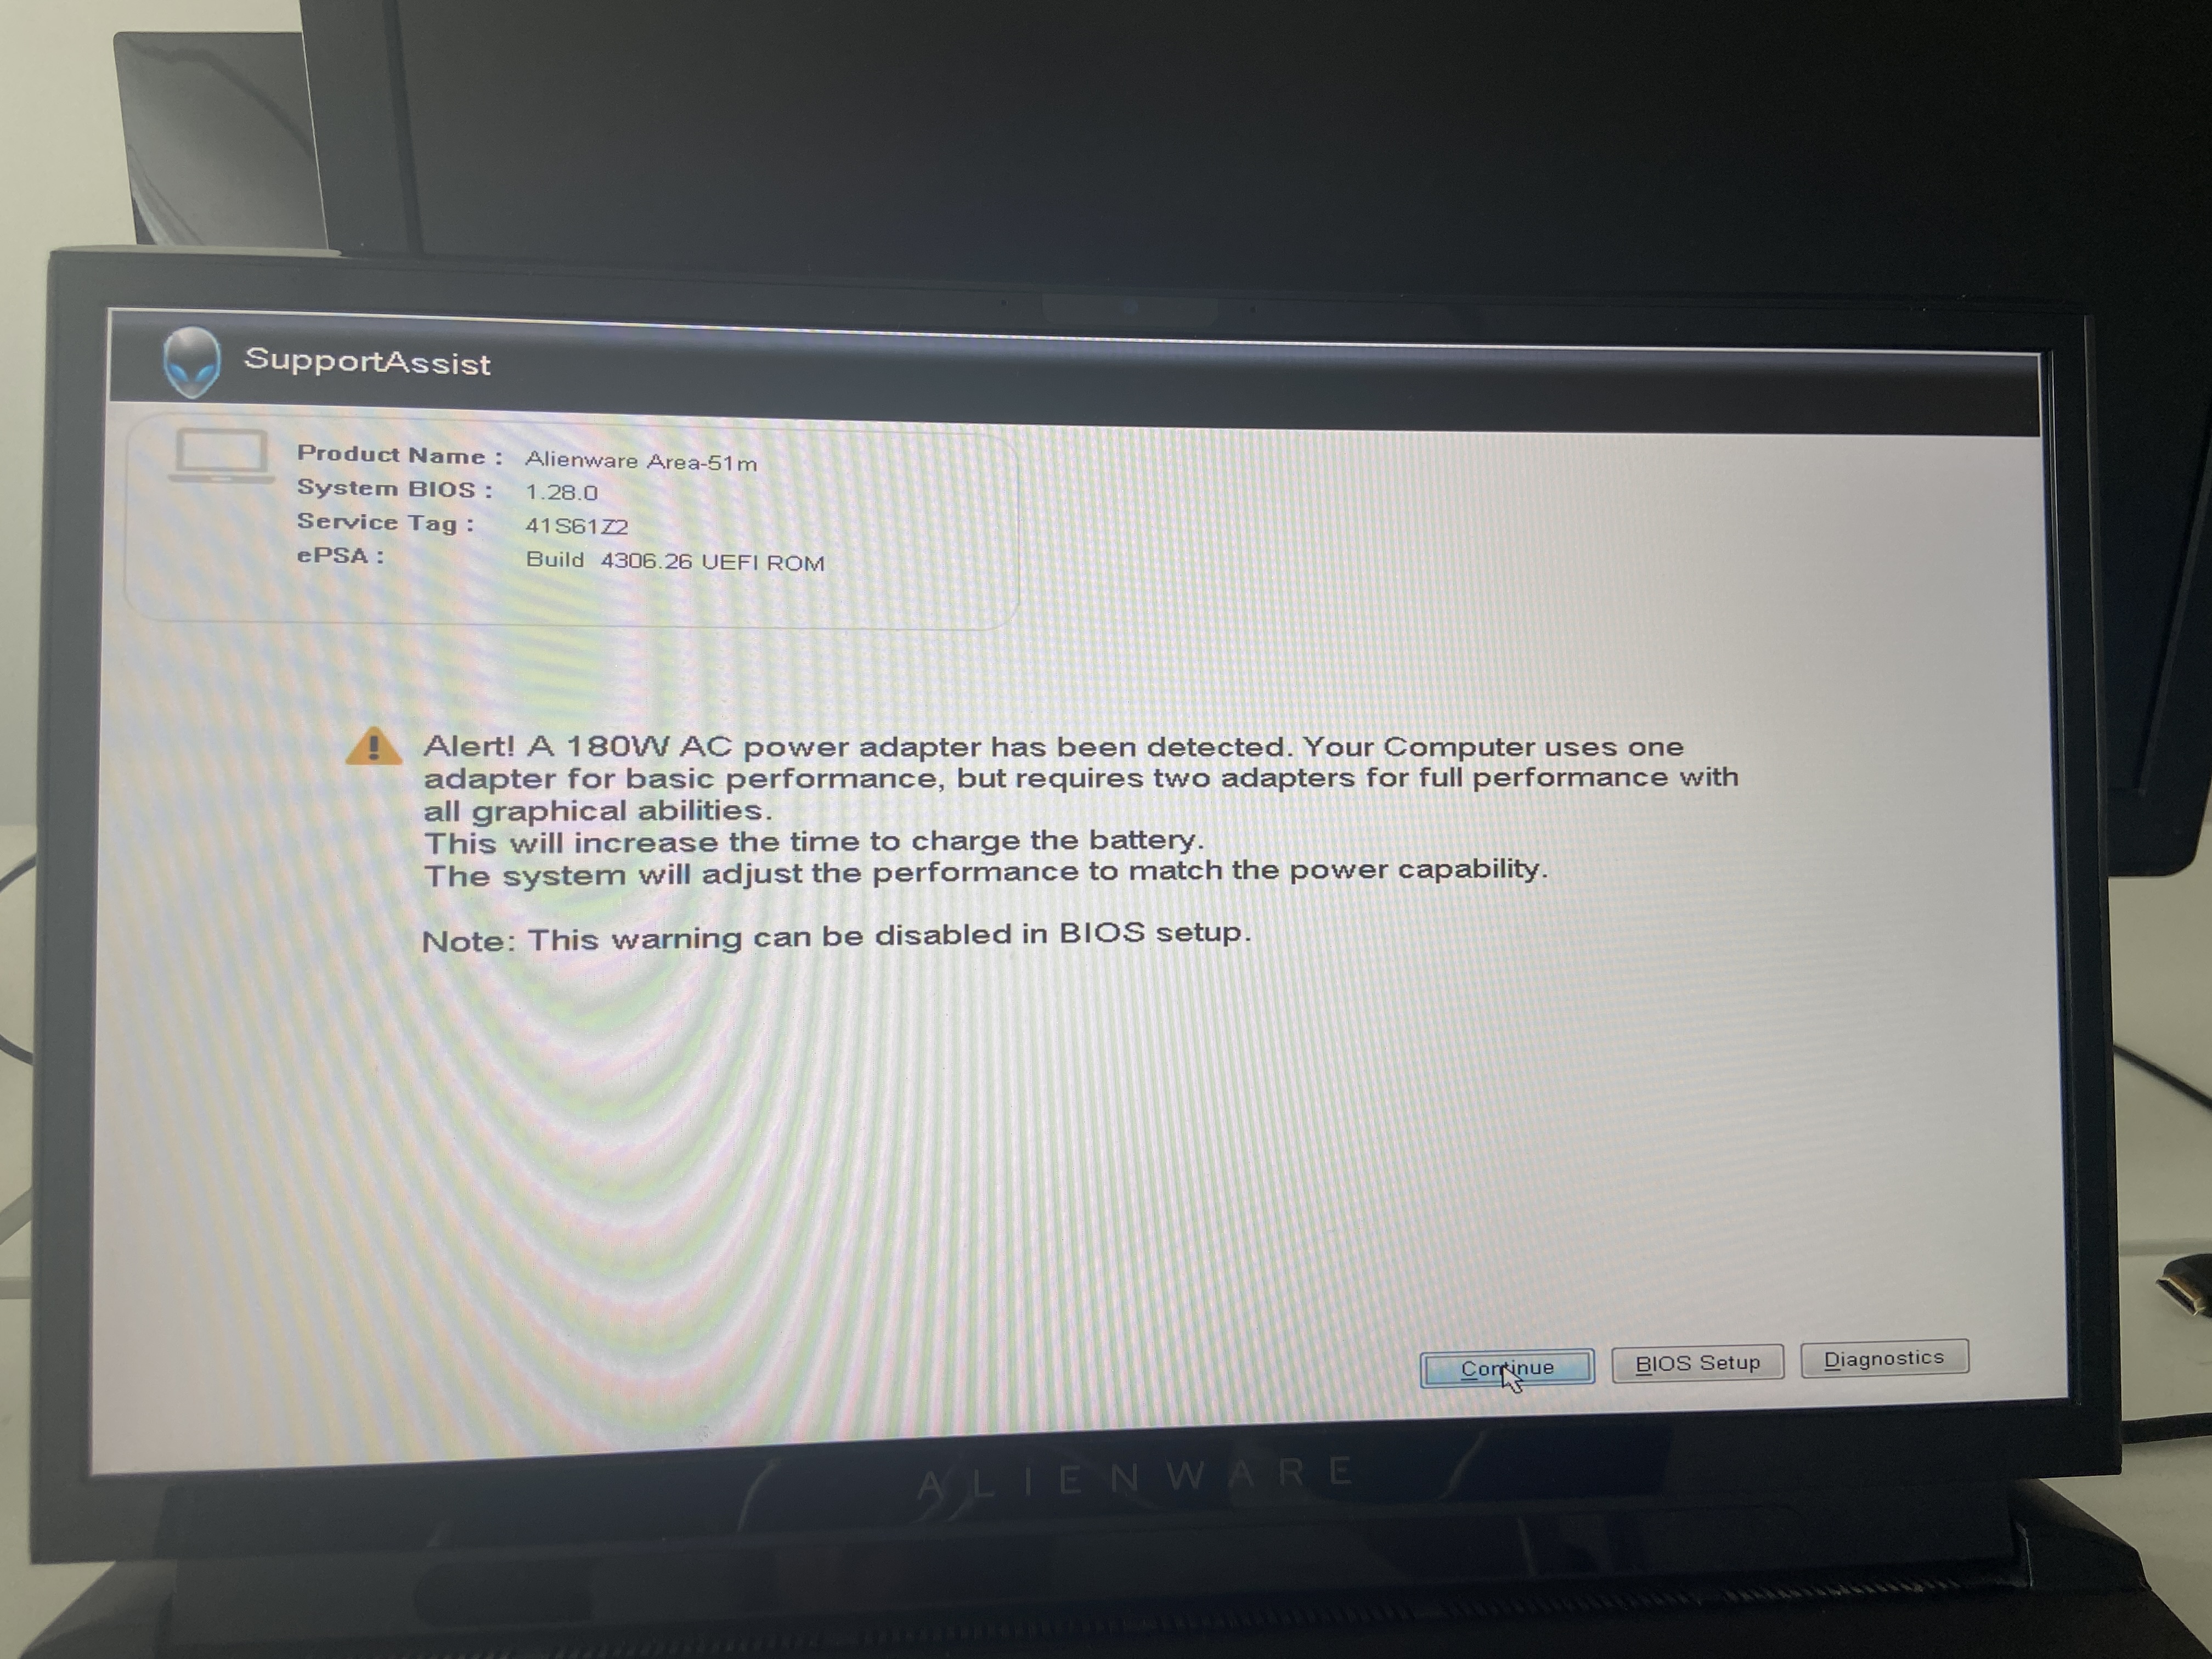 SupportAssist
Product Name : Alienware Area-51m
System BIOS : 1.28.0
Service Tag : 41S61Z2
ePSA : Build 4306.26 UEFI ROM
Alert! A 180W AC power adapter has been detected. Your Computer uses one
adapter for basic performance, but requires two adapters for full performance with
all graphical abilities.
This will increase the time to charge the battery.
The system will adjust the performance to match the power capability.
Note: This warning can be disabled in BIOS setup.
Continue BIOS Setup Diagnostics
ALIENWARE